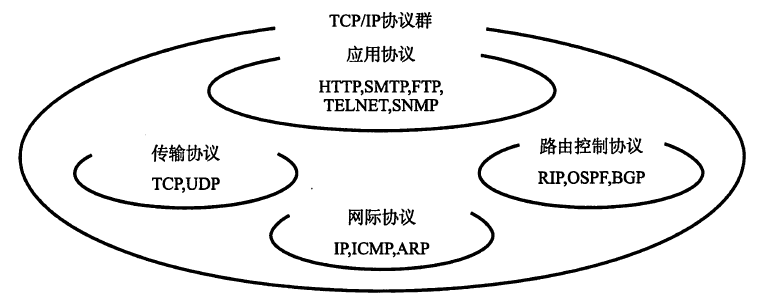 TCP/IP协议群
应用协议
HTTP,SMTP,FTP,
TELNET,SNMP
传输协议
TCP,UDP
路由控制协议
RIP,OSPF,BGP
网际协议
IP,ICMP,ARP